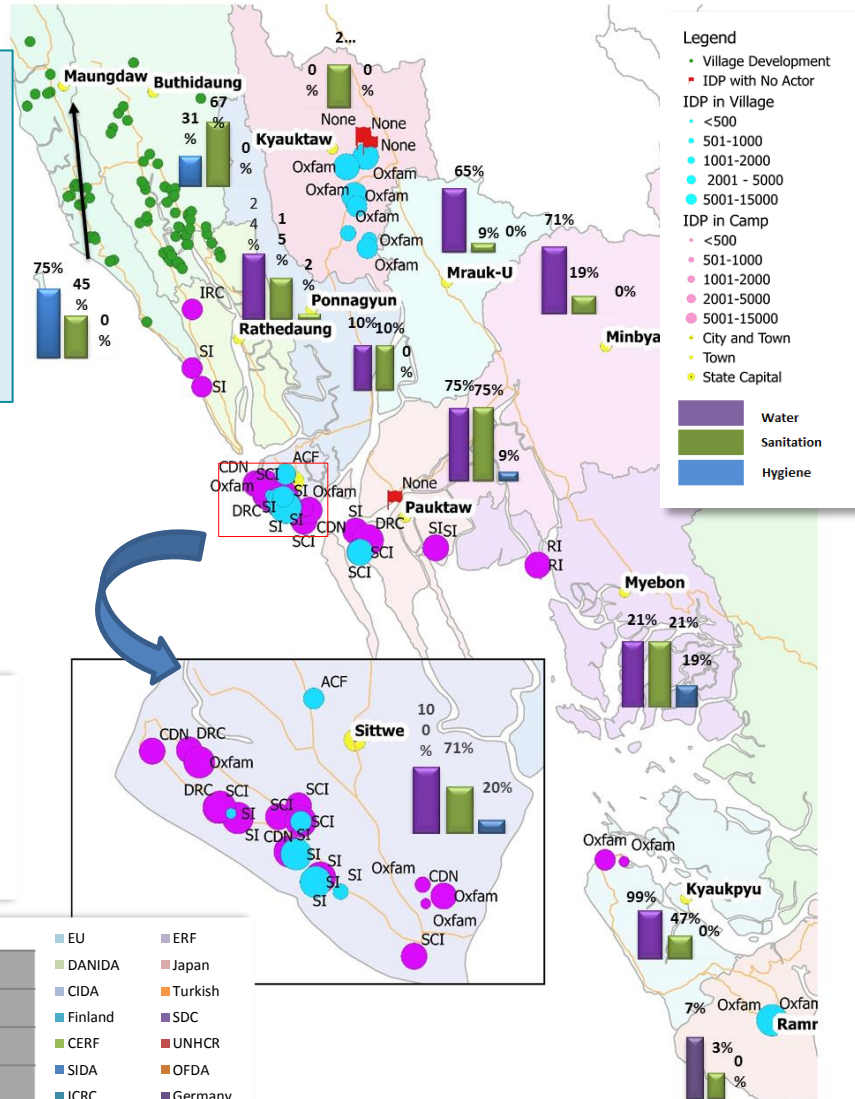 Maungdaw
Buthidaung
67
%
31
%
0
%
2...
0
%
0
%
None
None
None
Kyauktaw
Oxfam
Oxfam
Oxfam
Oxfam
Oxfam
Oxfam
Oxfam
65%
9%
0%
Mrauk-U
71%
19%
0%
Minbya
2
4
%
1
5
%
2
%
Ponnagyun
Rathedaung
10%
10%
0
%
75%
45
%
0
%
IRC
SI
SI
75%
75%
9%
None
Pauktaw
CDN
SCI
ACF
Oxfam
SI
Oxfam
DRC
SI
SI
SI
CDN
SCI
SI
DRC
SCI
SCI
SI
SI
RI
RI
Myebon
21%
21%
19%
ACF
Sittwe
10
0
%
71%
20%
CDN
DRC
Oxfam
DRC
SCI
SI
SI
SCI
SCI
SCI
CDN
SI
SI
SI
SI
SI
SI
Oxfam
CDN
Oxfam
Oxfam
SCI
Oxfam
Oxfam
Kyaukpyu
99%
47%
0%
7%
3%
0
%
Oxfam
Oxfan
Ramr
Legend
Village Development
IDP with No Actor
IDP in Village
<500
501-1000
1001-2000
2001 - 5000
5001-15000
IDP in Camp
<500
501-1000
1001-2000
2001-5000
5001-15000
City and Town
Town
State Capital
Water
Sanitation
Hygiene
EU
ERF
DANIDA
Japan
CIDA
Turkish
Finland
SDC
CERF
UNHCR
SIDA
OFDA
ICRC
Germany